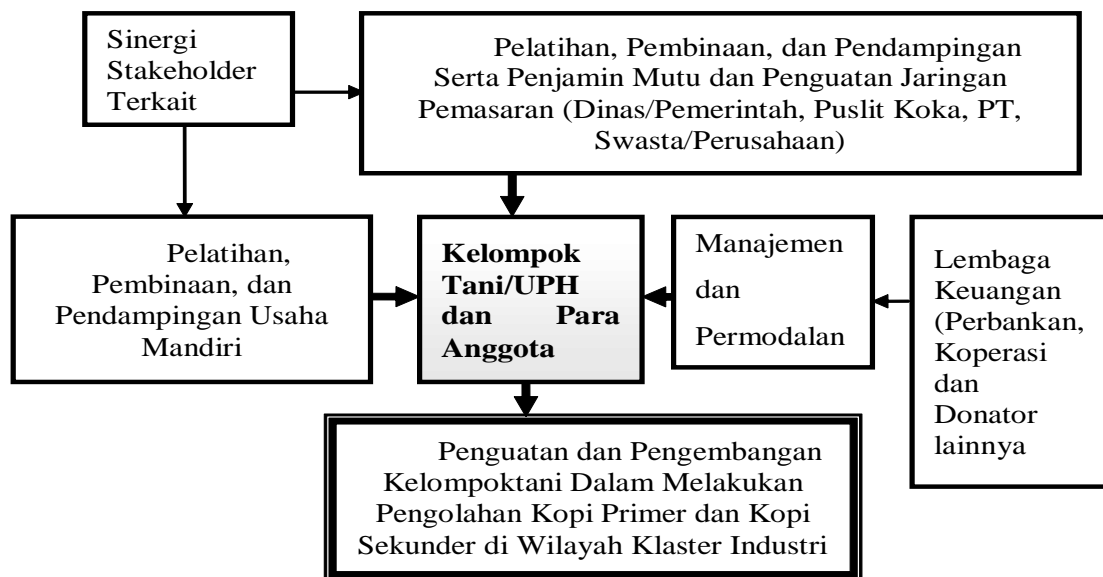 Sinergi
Stakeholder
Terkait
Pelatihan, Pembinaan, dan Pendampingan
Serta Penjamin Mutu dan Penguatan Jaringan
Pemasaran (Dinas/Pemerintah, Puslit Koka, PT,
Swasta/Perusahaan)
Pelatihan,
Pembinaan, dan
Pendampingan Usaha
Mandiri
Kelompok
Tani/UPH
dan Para
Anggota
Manajemen
dan
Permodalan
Lembaga
Keuangan
(Perbankan,
Koperasi
dan
Donator
lainnya
Penguatan dan Pengembangan
Kelompoktani Dalam Melakukan
Pengolahan Kopi Primer dan Kopi
Sekunder di Wilayah Klaster Industri